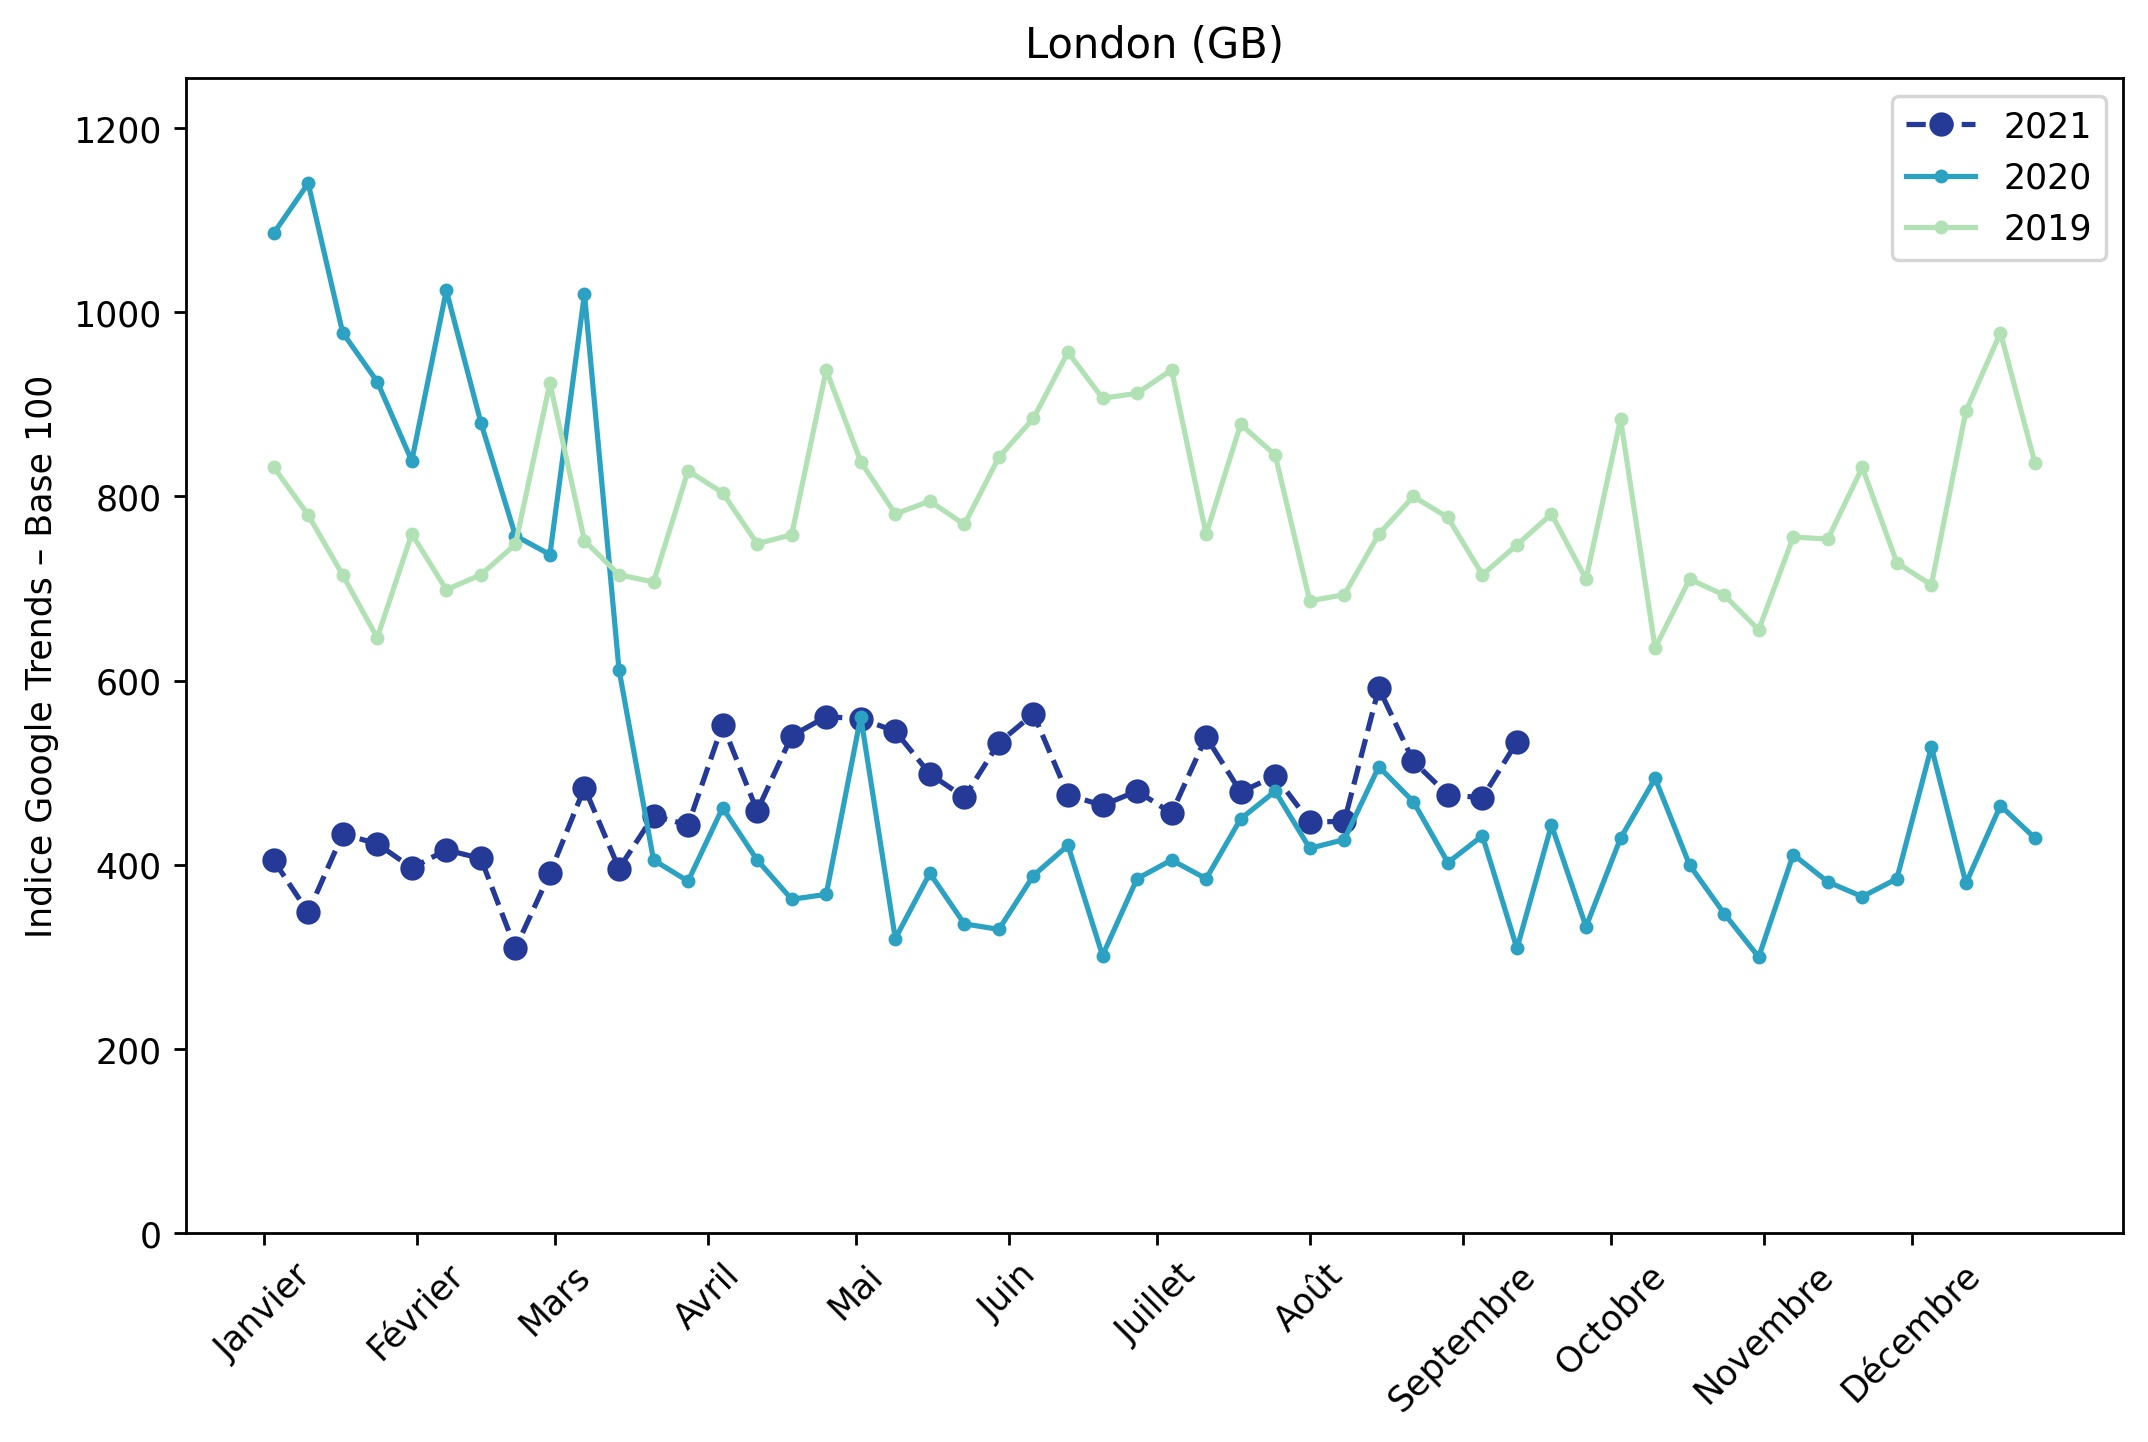 London (GB)
Indice Google Trends – Base 100
1200
1000
800
600
400
200
0
2021
2020
2019
Janvier
Février
Mars
Avril
Mai
Juin
Juillet
Août
Septembre
Octobre
Novembre
Décembre